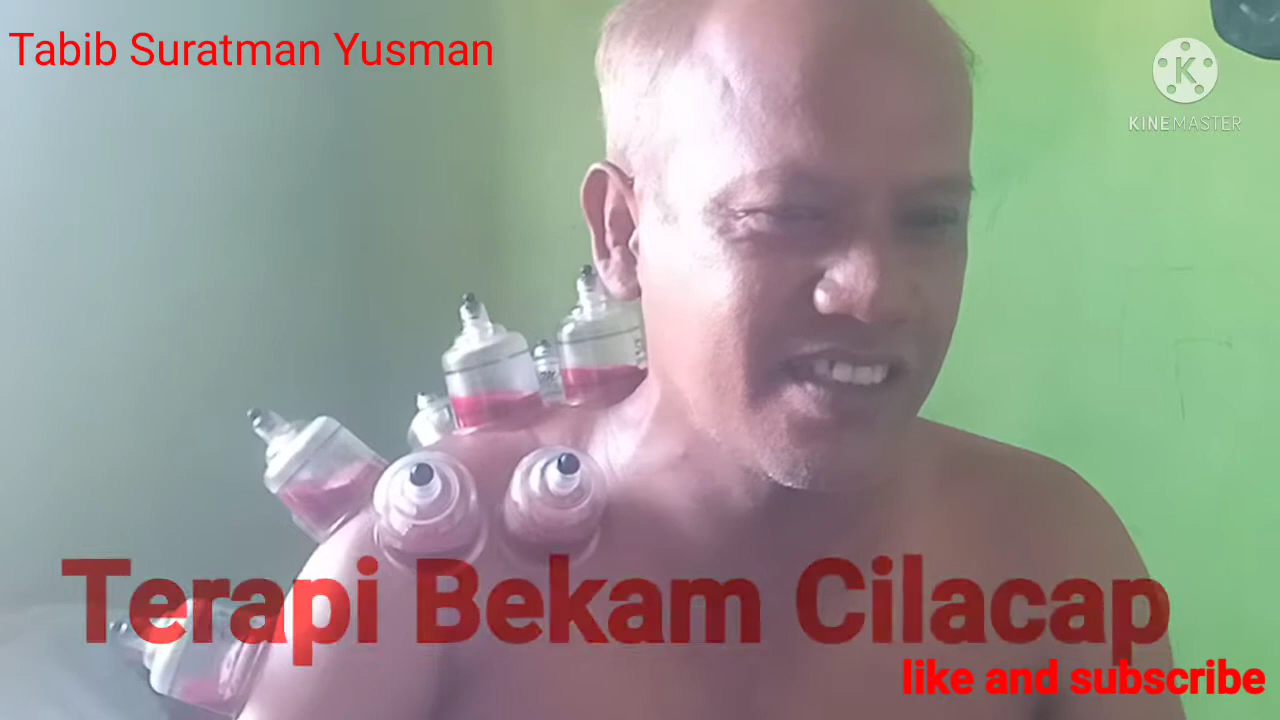 Tabib Suratman Yusman
K
KINEMASTER
Terapi Bekam Cilacap
like and subscribe